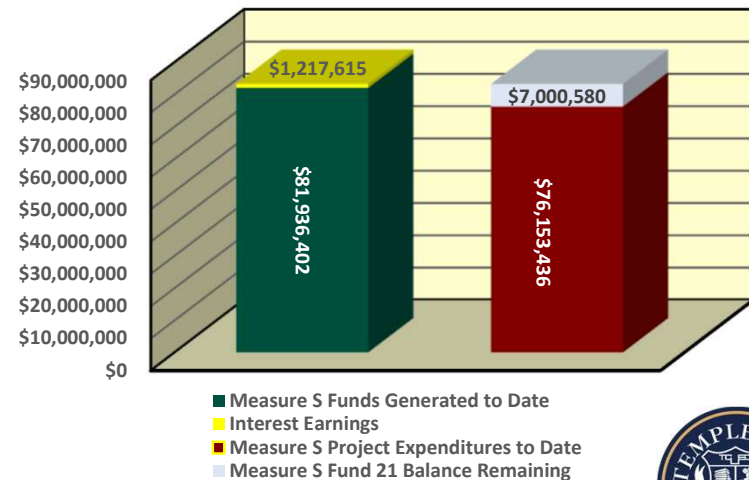 $90,000,000
$80,000,000
$70,000,000
$60,000,000
$50,000,000
$40,000,000
$30,000,000
$20,000,000
$10,000,000
$0
$1,217,615
$81,936,402
$7,000,580
$76,153,436
Measure S Funds Generated to Date
Interest Earnings
Measure S Project Expenditures to Date
Measure S Fund 21 Balance Remaining
TEMPLE